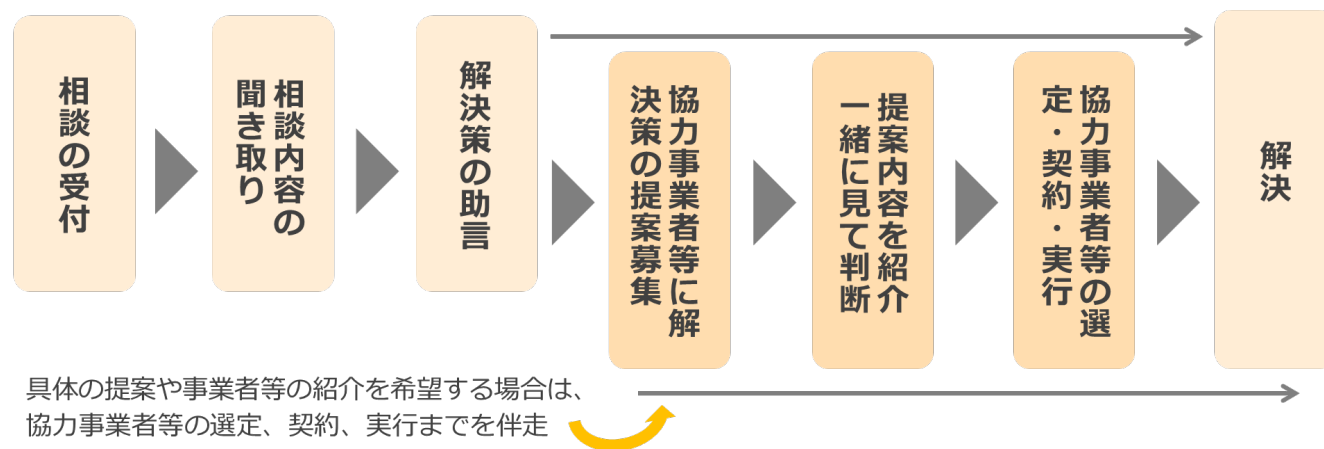 相談の受付
相談内容の
聞き取り
解決策の助言
協力事業者等に解
決策の提案募集
提案内容を紹介
一緒に見て判断
協力事業者等の選
定・契約・実行
解決
具体の提案や事業者等の紹介を希望する場合は、
協力事業者等の選定、契約、実行までを伴走